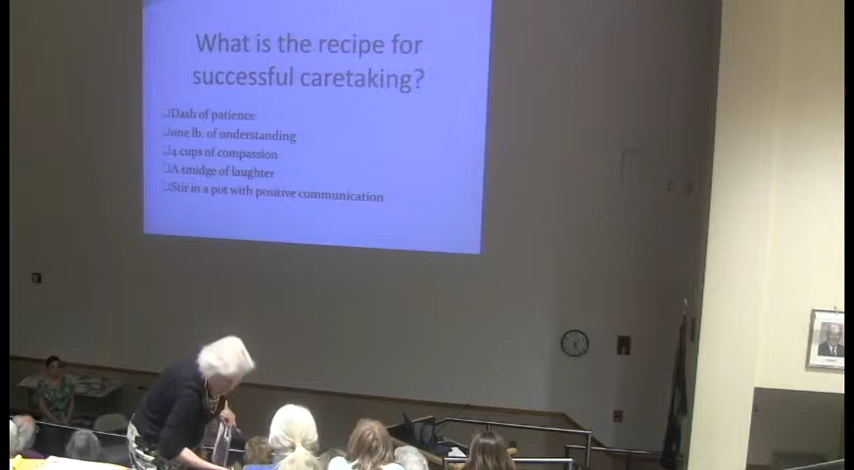 What is the recipe for
successful caretaking?
❑Dash of patience
❑one lb. of understanding
❑4 cups of compassion
❑A smidge of laughter
❑Stir in a pot with positive communication